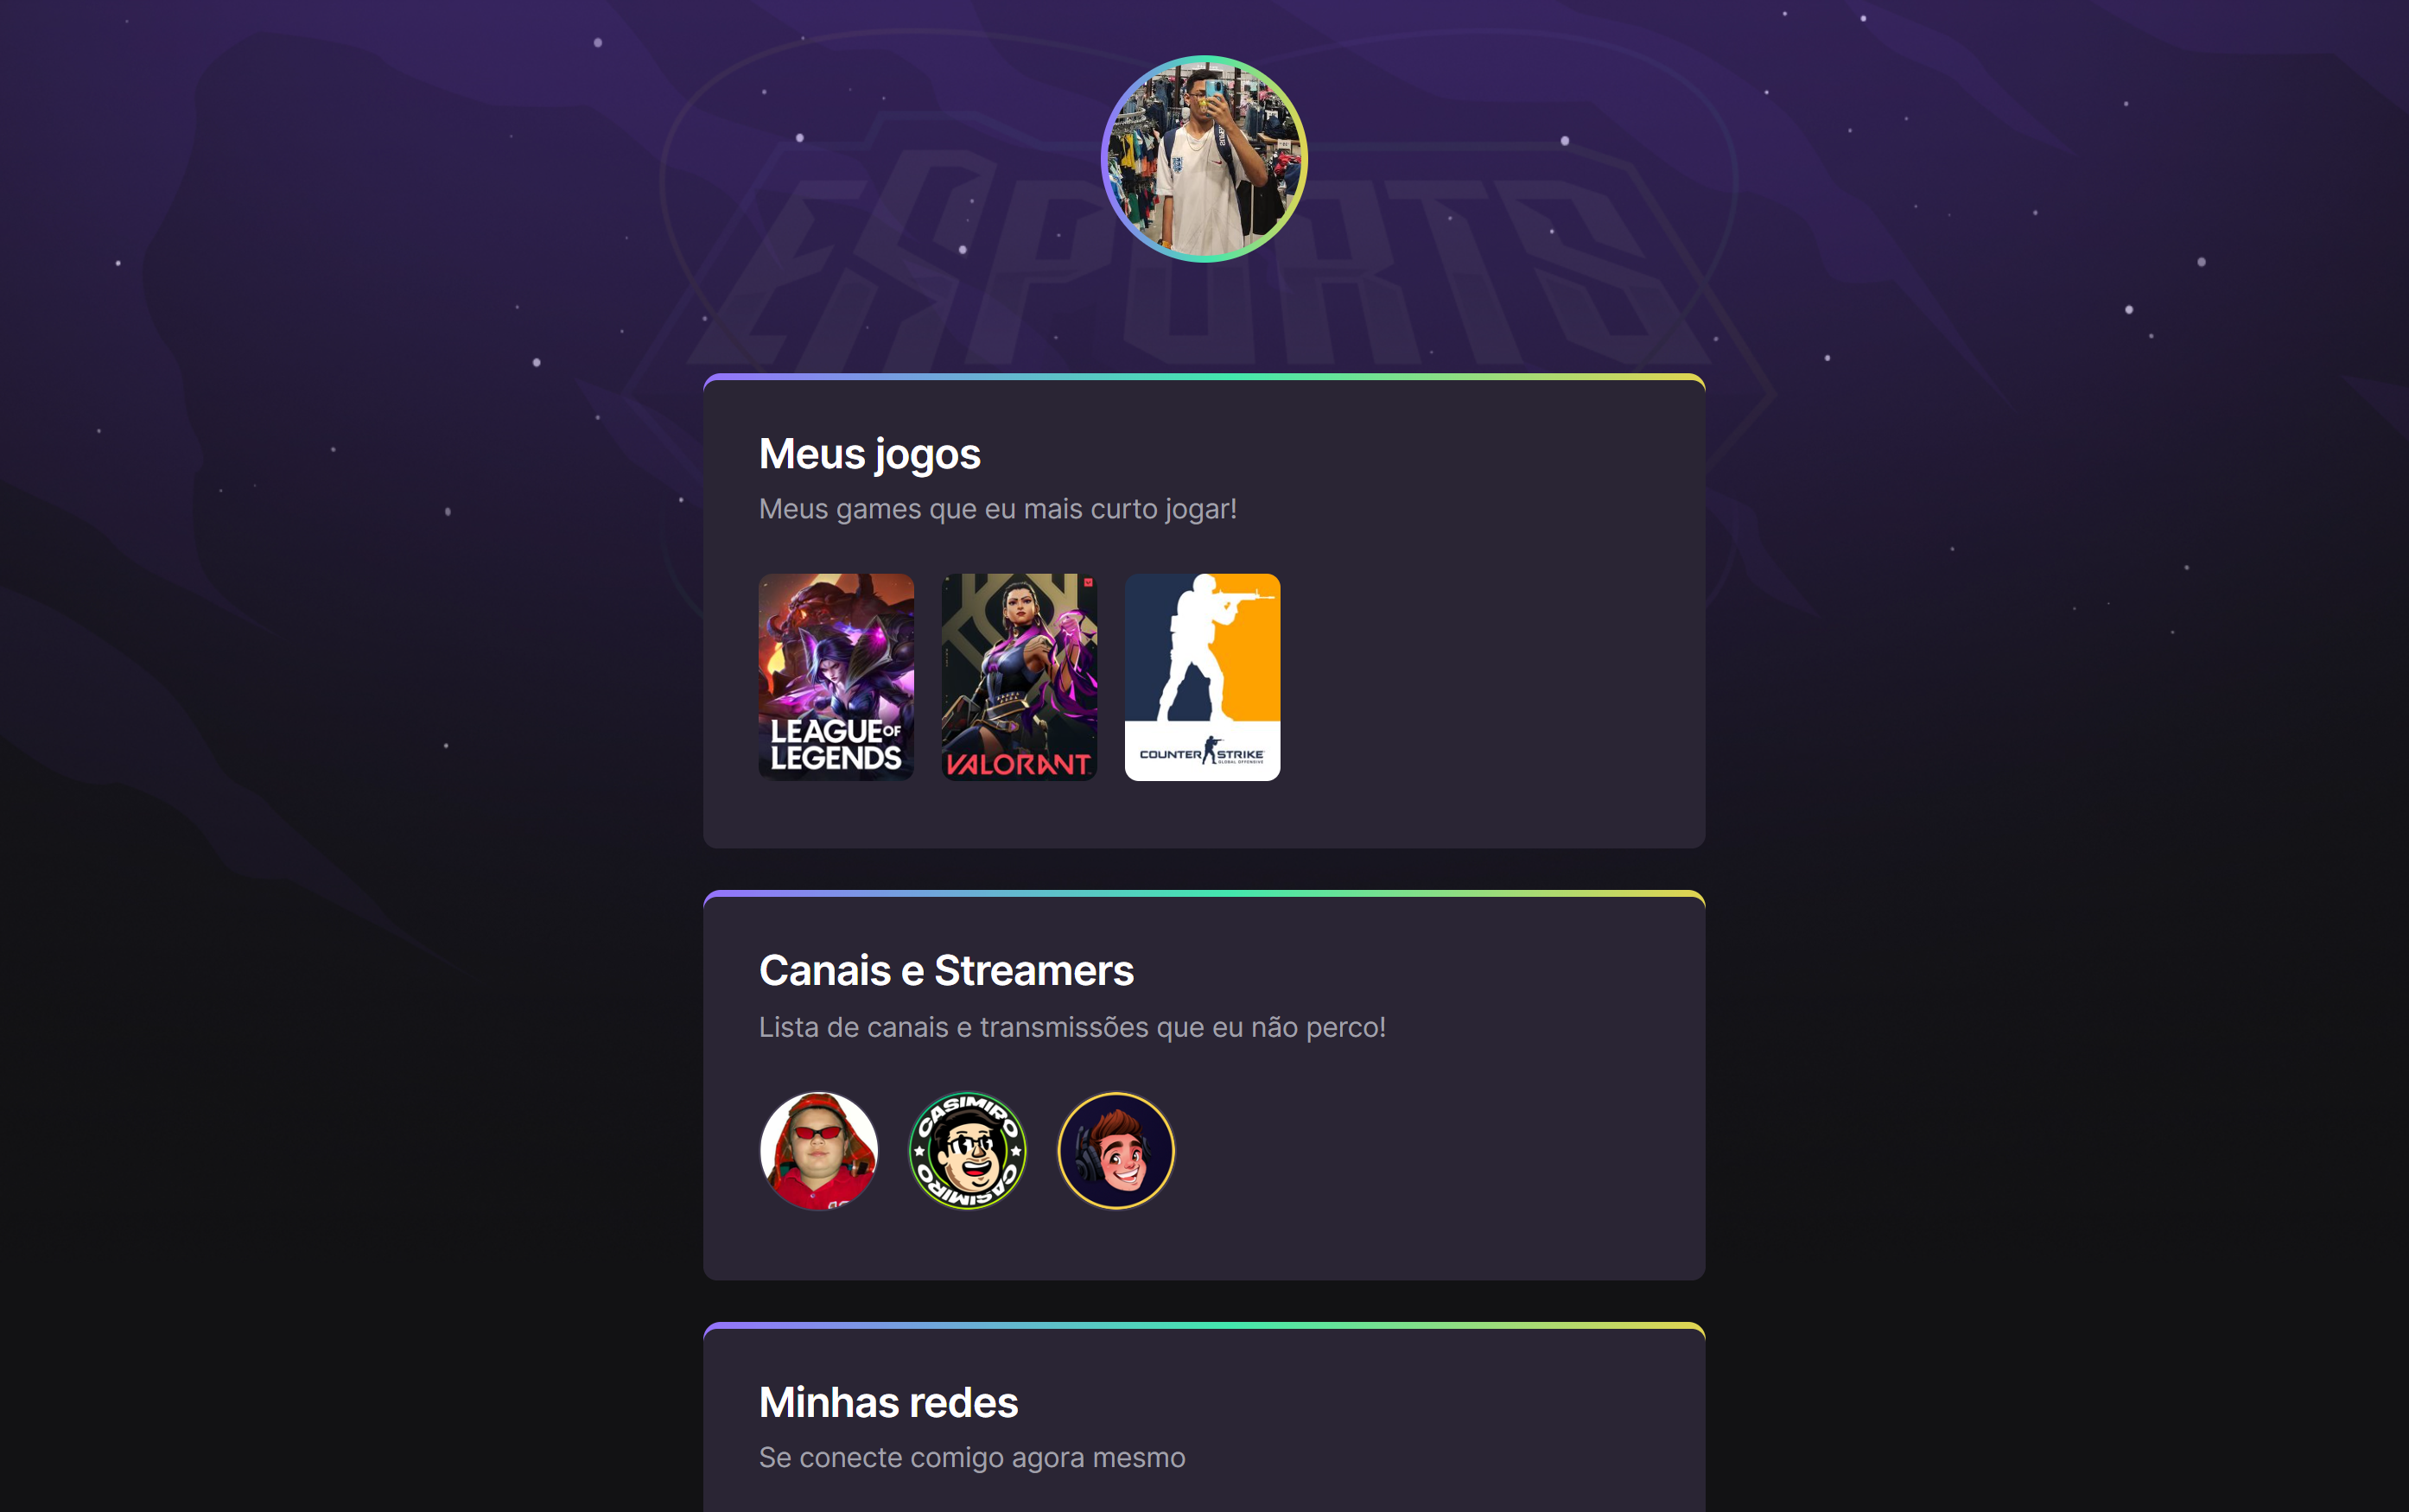 ESPORTS
Meus jogos
Meus games que eu mais curto jogar!
LEAGUE OF
LEGENDS
VALORANT
COUNTER STRIKE
GLOBAL OFFENSIVE
Canais e Streamers
Lista de canais e transmissões que eu não perco!
CASIMIRO
CASIMIRO
Minhas redes
Se conecte comigo agora mesmo